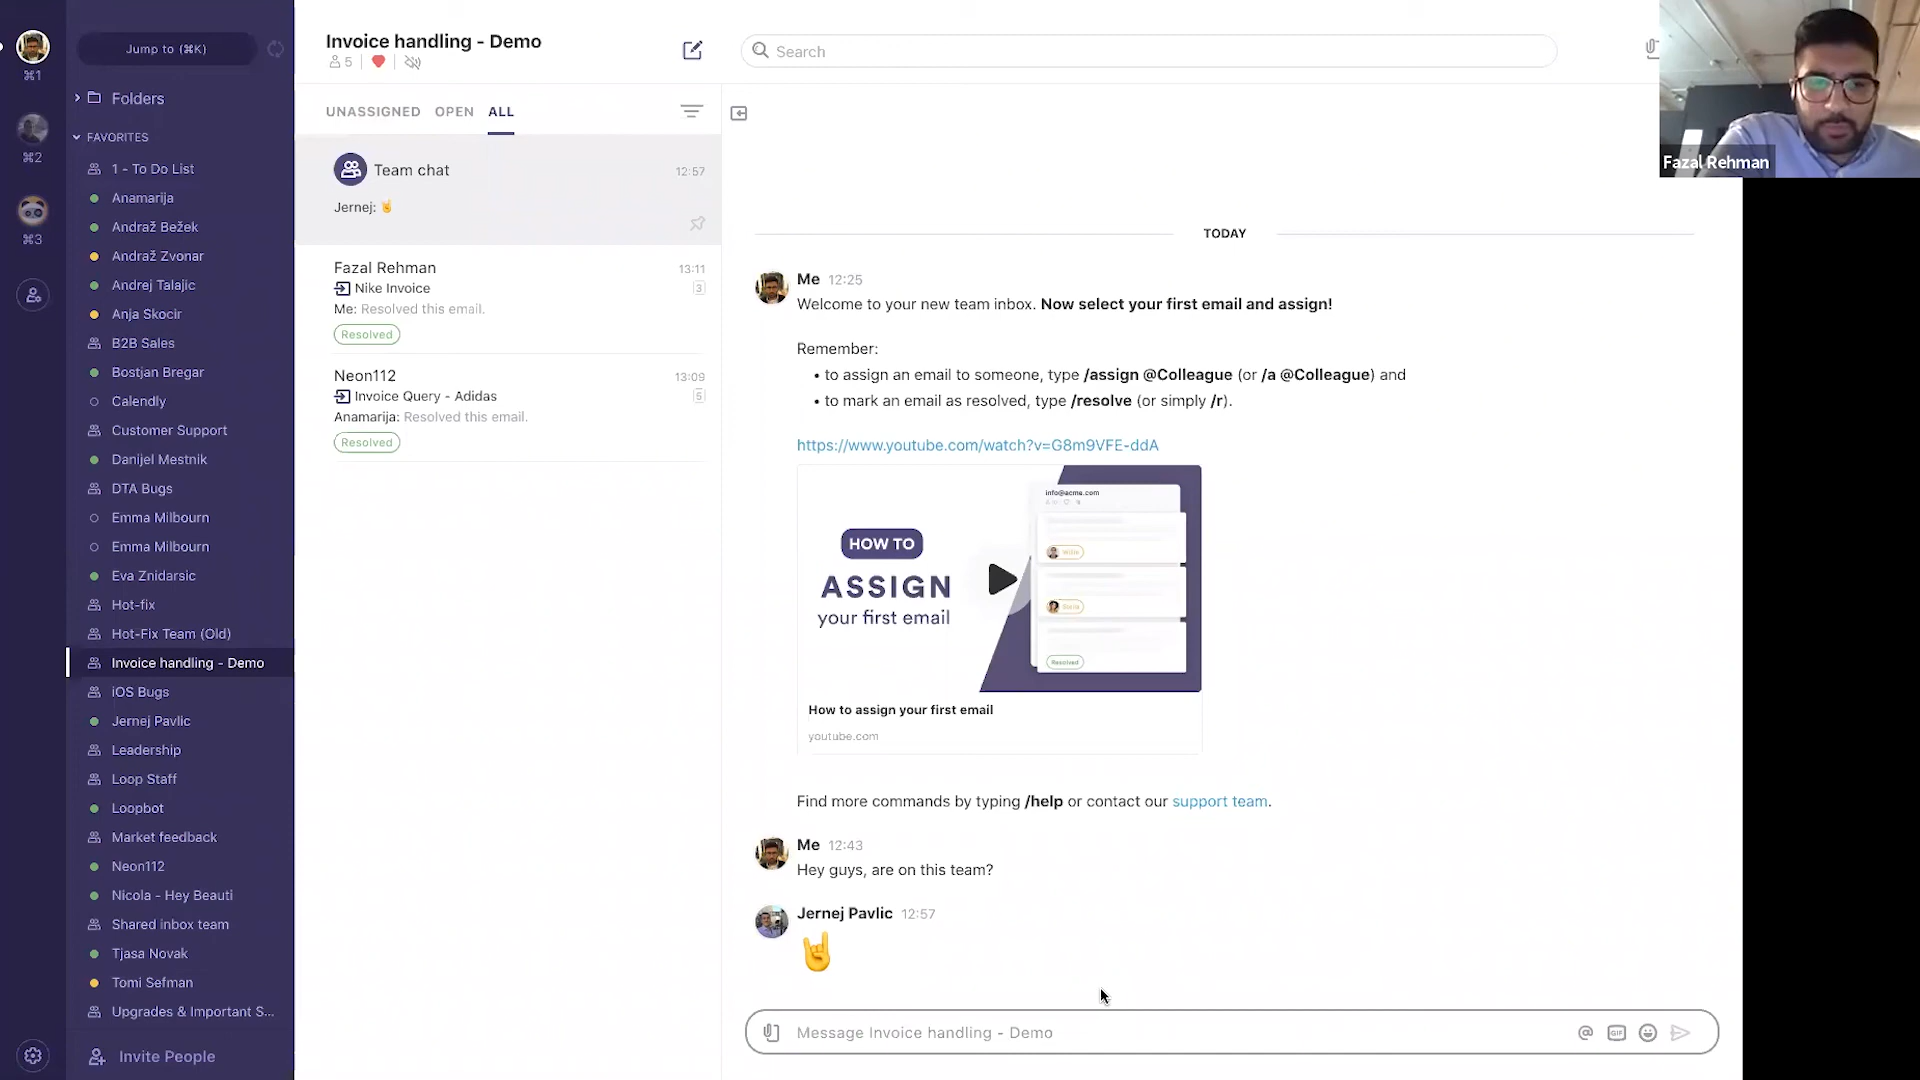 ⌘1
⌘2
⌘3
Jump to (⌘K)
Folders
FAVORITES
1 - To Do List
Anamarija
Andraž Bežek
Andraž Zvonar
Andrej Talajic
Anja Skocir
B2B Sales
Bostjan Bregar
Calendly
Customer Support
Danijel Mestnik
DTA Bugs
Emma Milbourn
Emma Milbourn
Eva Znidarsic
Hot-fix
Hot-Fix Team (Old)
Invoice handling - Demo
iOS Bugs
Jernej Pavlic
Leadership
Loop Staff
Loopbot
Market feedback
Neon112
Nicola - Hey Beauti
Shared inbox team
Tjasa Novak
Tomi Sefman
Upgrades & Important S...
Invite People
Invoice handling - Demo
5
UNASSIGNED OPEN ALL
Team chat 12:57
Jernej: 🤘
Fazal Rehman 13:11
Nike Invoice 3
Me: Resolved this email.
Resolved
Neon112 13:09
Invoice Query - Adidas 5
Anamarija: Resolved this email.
Resolved
Search
Fazal Rehman
TODAY
Me 12:25
Welcome to your new team inbox. Now select your first email and assign!
Remember:
• to assign an email to someone, type /assign @Colleague (or /a @Colleague) and
• to mark an email as resolved, type /resolve (or simply /r).
https://www.youtube.com/watch?v=G8m9VFE-ddA
HOW TO
ASSIGN
your first email
info@acme.com
Resolved
How to assign your first email
youtube.com
Find more commands by typing /help or contact our support team.
Me 12:43
Hey guys, are on this team?
Jernej Pavlic 12:57
🤘
Message Invoice handling - Demo
@ GIF